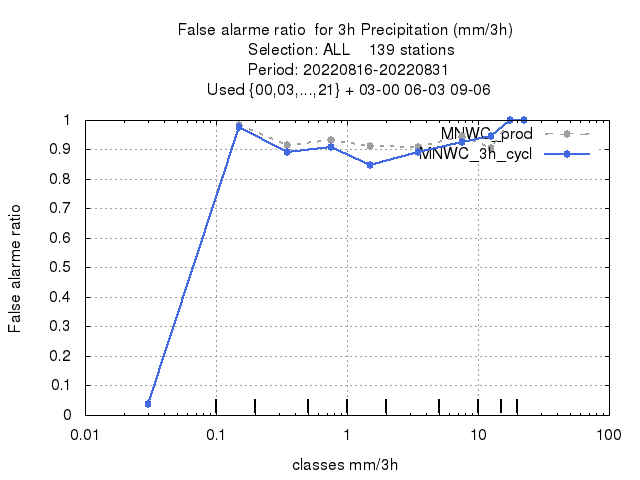 False alarme ratio  for 3h Precipitation (mm/3h)
Selection: ALL    139 stations
Period: 20220816-20220831
Used {00,03,...,21} + 03-00 06-03 09-06
MNWC_prod
MNWC_3h_cycl
1
0.9
0.8
0.7
0.6
0.5
0.4
0.3
0.2
0.1
0
False alarme ratio
0.01
0.1
1
10
100
classes mm/3h